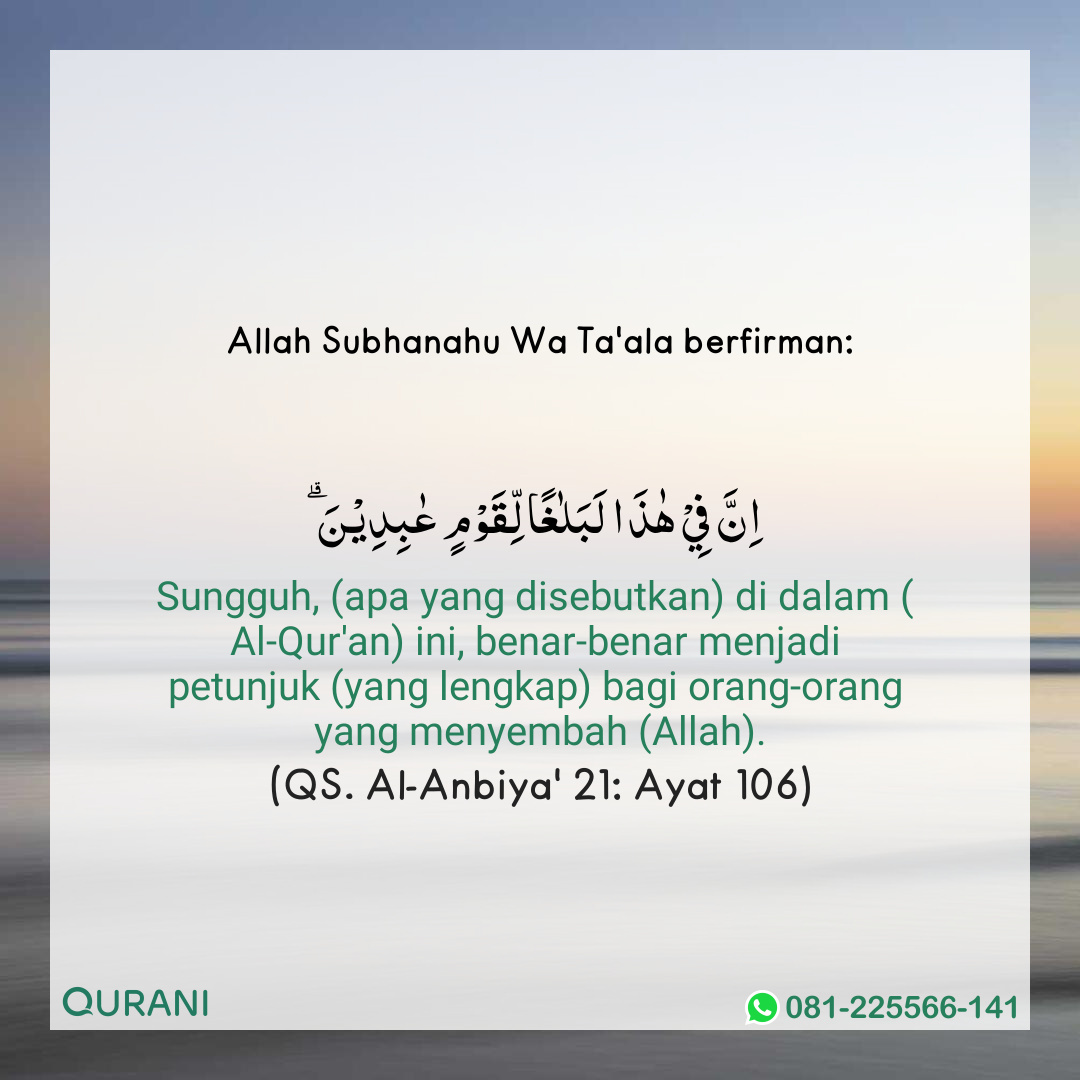 Allah Subhanahu Wa Ta'ala berfirman:
اِنَّ فِيْ هٰذَا لَبَلٰغًا لِّقَوْمٍ عٰبِدِيْنَ ۗ
Sungguh, (apa yang disebutkan) di dalam (
Al-Qur'an) ini, benar-benar menjadi
petunjuk (yang lengkap) bagi orang-orang
yang menyembah (Allah).
(QS. Al-Anbiya' 21: Ayat 106)
QURANI
081-225566-141